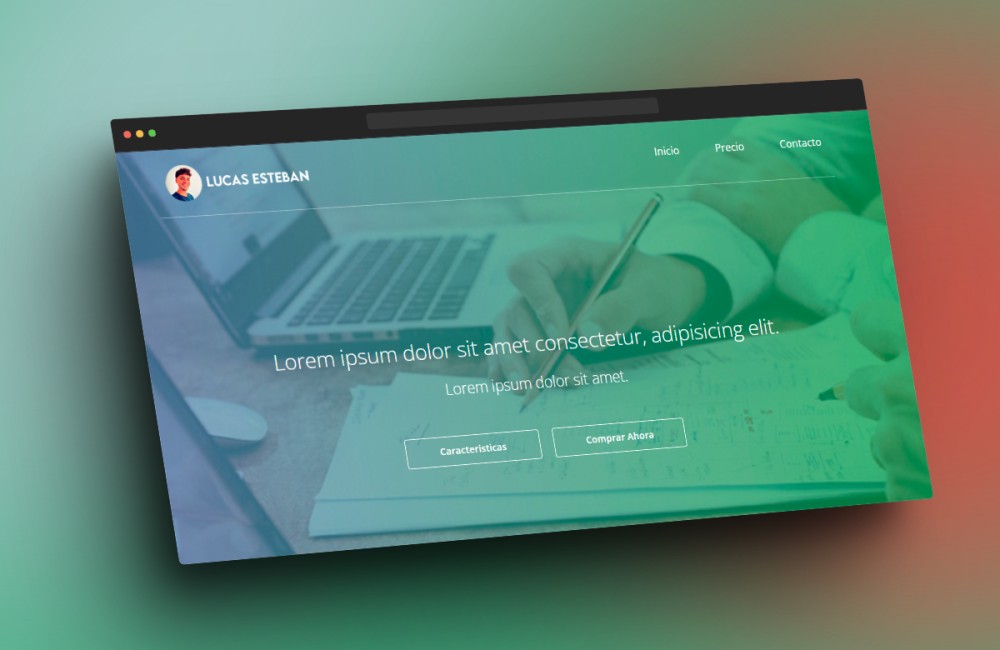 LUCAS ESTEBAN
Inicio Precio Contacto
Lorem ipsum dolor sit amet consectetur, adipisicing elit.
Lorem ipsum dolor sit amet.
Caracteristicas Comprar Ahora